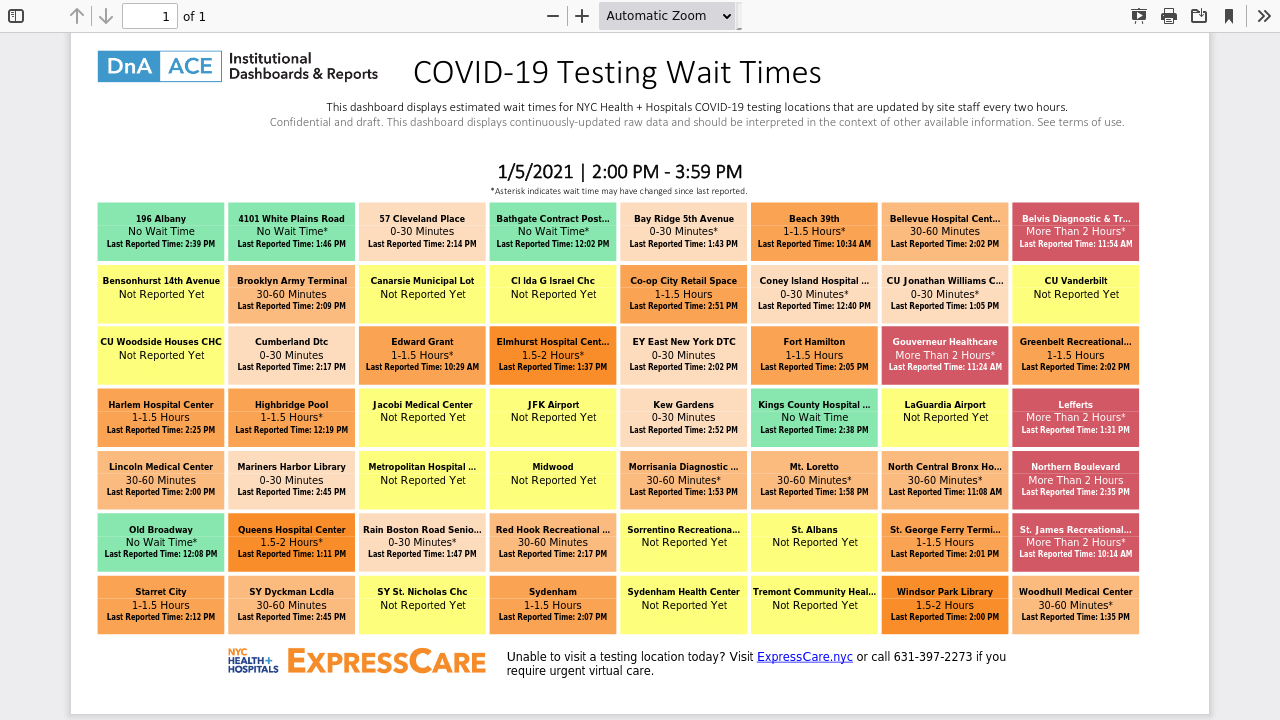 1 of 1
Automatic Zoom
DnA ACE Institutional
Dashboards & Reports
COVID-19 Testing Wait Times
This dashboard displays estimated wait times for NYC Health + Hospitals COVID-19 testing locations that are updated by site staff every two hours.
Confidential and draft. This dashboard displays continuously-updated raw data and should be interpreted in the context of other available information. See terms of use.
1/5/2021 | 2:00 PM - 3:59 PM
*Asterisk indicates wait time may have changed since last reported.
196 Albany
No Wait Time
Last Reported Time: 2:39 PM
4101 White Plains Road
No Wait Time*
Last Reported Time: 1:46 PM
57 Cleveland Place
0-30 Minutes
Last Reported Time: 2:14 PM
Bathgate Contract Post...
No Wait Time*
Last Reported Time: 12:02 PM
Bay Ridge 5th Avenue
0-30 Minutes*
Last Reported Time: 1:43 PM
Beach 39th
1-1.5 Hours*
Last Reported Time: 10:34 AM
Bellevue Hospital Cent...
30-60 Minutes
Last Reported Time: 2:02 PM
Belvis Diagnostic & Tr...
More Than 2 Hours*
Last Reported Time: 11:54 AM
Bensonhurst 14th Avenue
Not Reported Yet
Brooklyn Army Terminal
30-60 Minutes
Last Reported Time: 2:09 PM
Canarsie Municipal Lot
Not Reported Yet
CI Ida G Israel Chc
Not Reported Yet
Co-op City Retail Space
1-1.5 Hours
Last Reported Time: 2:51 PM
Coney Island Hospital ...
0-30 Minutes*
Last Reported Time: 12:40 PM
CU Jonathan Williams C...
0-30 Minutes*
Last Reported Time: 1:05 PM
CU Vanderbilt
Not Reported Yet
CU Woodside Houses CHC
Not Reported Yet
Cumberland Dtc
0-30 Minutes
Last Reported Time: 2:17 PM
Edward Grant
1-1.5 Hours*
Last Reported Time: 10:29 AM
Elmhurst Hospital Cent...
1.5-2 Hours*
Last Reported Time: 1:37 PM
EY East New York DTC
0-30 Minutes
Last Reported Time: 2:02 PM
Fort Hamilton
1-1.5 Hours
Last Reported Time: 2:05 PM
Gouverneur Healthcare
More Than 2 Hours*
Last Reported Time: 11:24 AM
Greenbelt Recreational...
1-1.5 Hours
Last Reported Time: 2:02 PM
Harlem Hospital Center
1-1.5 Hours
Last Reported Time: 2:25 PM
Highbridge Pool
1-1.5 Hours*
Last Reported Time: 12:19 PM
Jacobi Medical Center
Not Reported Yet
JFK Airport
Not Reported Yet
Kew Gardens
0-30 Minutes
Last Reported Time: 2:52 PM
Kings County Hospital ...
No Wait Time
Last Reported Time: 2:38 PM
LaGuardia Airport
Not Reported Yet
Lefferts
More Than 2 Hours*
Last Reported Time: 1:31 PM
Lincoln Medical Center
30-60 Minutes
Last Reported Time: 2:00 PM
Mariners Harbor Library
0-30 Minutes
Last Reported Time: 2:45 PM
Metropolitan Hospital ...
Not Reported Yet
Midwood
Not Reported Yet
Morrisania Diagnostic ...
30-60 Minutes*
Last Reported Time: 1:53 PM
Mt. Loretto
30-60 Minutes*
Last Reported Time: 1:58 PM
North Central Bronx Ho...
30-60 Minutes*
Last Reported Time: 11:08 AM
Northern Boulevard
More Than 2 Hours
Last Reported Time: 2:35 PM
Old Broadway
No Wait Time*
Last Reported Time: 12:08 PM
Queens Hospital Center
1.5-2 Hours*
Last Reported Time: 1:11 PM
Rain Boston Road Senio...
0-30 Minutes*
Last Reported Time: 1:47 PM
Red Hook Recreational ...
30-60 Minutes
Last Reported Time: 2:17 PM
Sorrentino Recreationa...
Not Reported Yet
St. Albans
Not Reported Yet
St. George Ferry Termi...
1-1.5 Hours
Last Reported Time: 2:01 PM
St. James Recreational...
More Than 2 Hours*
Last Reported Time: 10:14 AM
Starret City
1-1.5 Hours
Last Reported Time: 2:12 PM
SY Dyckman Lcdla
30-60 Minutes
Last Reported Time: 2:45 PM
SY St. Nicholas Chc
Not Reported Yet
Sydenham
1-1.5 Hours
Last Reported Time: 2:07 PM
Sydenham Health Center
Not Reported Yet
Tremont Community Heal...
Not Reported Yet
Windsor Park Library
1.5-2 Hours
Last Reported Time: 2:00 PM
Woodhull Medical Center
30-60 Minutes*
Last Reported Time: 1:35 PM
NYC
HEALTH+
HOSPITALS
EXPRESSCARE
Unable to visit a testing location today? Visit ExpressCare.nyc or call 631-397-2273 if you
require urgent virtual care.